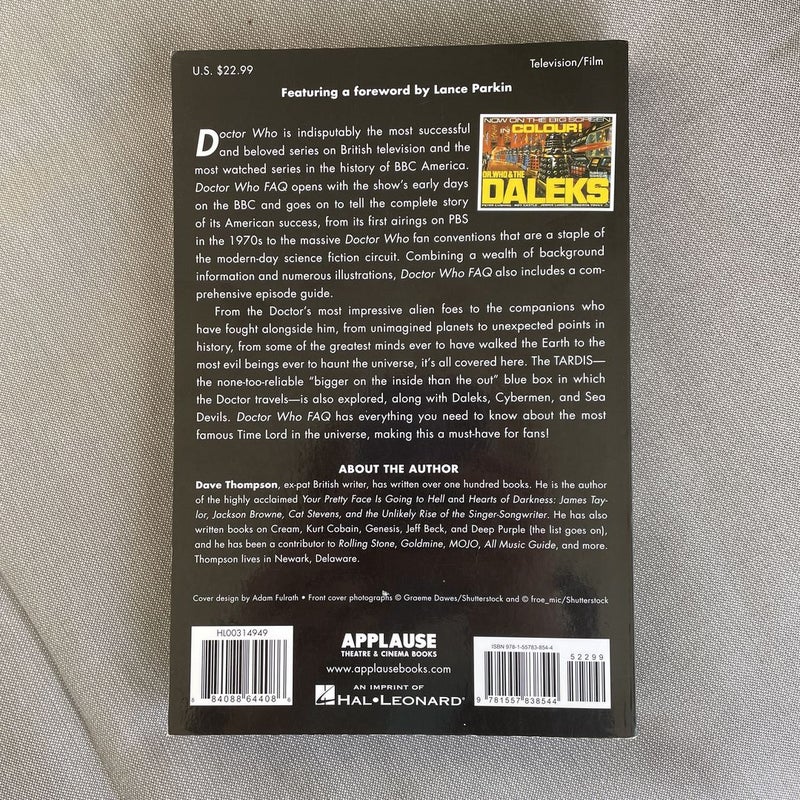 U.S. $22.99
Television/Film
Featuring a foreword by Lance Parkin
Doctor Who is indisputably the most successful
and beloved series on British television and the
most watched series in the history of BBC America.
Doctor Who FAQ opens with the show's early days
on the BBC and goes on to tell the complete story
of its American success, from its first airings on PBS
in the 1970s to the massive Doctor Who fan conventions that are a staple of
the modern-day science fiction circuit. Combining a wealth of background
information and numerous illustrations, Doctor Who FAQ also includes a com-
prehensive episode guide.
NOW ON THE BIG SCREEN
IN COLOUR!
DR. WHO & THE
DALEKS
From the Doctor's most impressive alien foes to the companions who
have fought alongside him, from unimagined planets to unexpected points in
history, from some of the greatest minds ever to have walked the Earth to the
most evil beings ever to haunt the universe, it's all covered here. The TARDIS—
the none-too-reliable "bigger on the inside than the out" blue box in which
the Doctor travels—is also explored, along with Daleks, Cybermen, and Sea
Devils. Doctor Who FAQ has everything you need to know about the most
famous Time Lord in the universe, making this a must-have for fans!
ABOUT THE AUTHOR
Dave Thompson, ex-pat British writer, has written over one hundred books. He is the author
of the highly acclaimed Your Pretty Face Is Going to Hell and Hearts of Darkness: James Tay-
lor, Jackson Browne, Cat Stevens, and the Unlikely Rise of the Singer-Songwriter. He has also
written books on Cream, Kurt Cobain, Genesis, Jeff Beck, and Deep Purple (the list goes on),
and he has been a contributor to Rolling Stone, Goldmine, MOJO, All Music Guide, and more.
Thompson lives in Newark, Delaware.
Cover design by Adam Fulrath • Front cover photographs © Graeme Dawes/Shutterstock and © froe_mic/Shutterstock
HL00314949
8 84088 64408 6
APPLAUSE
THEATRE & CINEMA BOOKS
www.applausebooks.com
AN IMPRINT OF
HAL•LEONARD®
ISBN 978-1-55783-854-4
52299
9 781557 838544